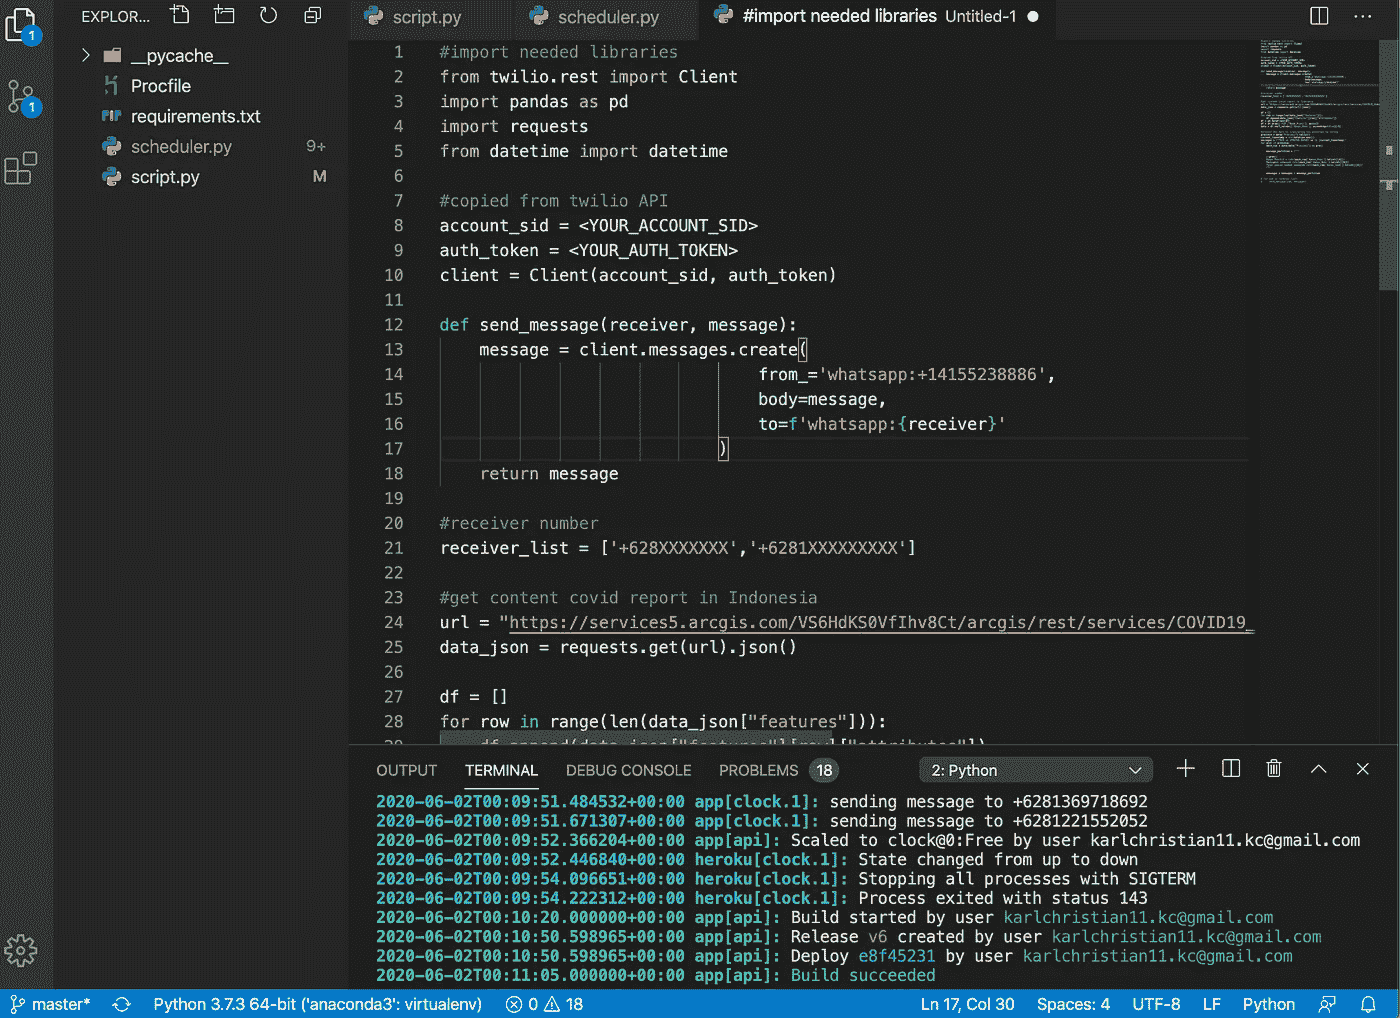 EXPLOR...
script.py
scheduler.py
#import needed libraries Untitled-1
1
1
__pycache__
Procfile
requirements.txt
scheduler.py 9+
script.py M
1 #import needed libraries
2 from twilio.rest import Client
3 import pandas as pd
4 import requests
5 from datetime import datetime
6
7 #copied from twilio API
8 account_sid = <YOUR_ACCOUNT_SID>
9 auth_token = <YOUR_AUTH_TOKEN>
10 client = Client(account_sid, auth_token)
11
12 def send_message(receiver, message):
13 message = client.messages.create(
14 from_='whatsapp:+14155238886',
15 body=message,
16 to=f'whatsapp:{receiver}'
17 )
18 return message
19
20 #receiver number
21 receiver_list = ['+628XXXXXXX','+6281XXXXXXXXX']
22
23 #get content covid report in Indonesia
24 url = "https://services5.arcgis.com/VS6HdKS0VfIhv8Ct/arcgis/rest/services/COVID19_
25 data_json = requests.get(url).json()
26
27 df = []
28 for row in range(len(data_json["features"])):
OUTPUT TERMINAL DEBUG CONSOLE PROBLEMS 18 2: Python
2020-06-02T00:09:51.484532+00:00 app[clock.1]: sending message to +6281369718692
2020-06-02T00:09:51.671307+00:00 app[clock.1]: sending message to +6281221552052
2020-06-02T00:09:52.366204+00:00 app[api]: Scaled to clock@0:Free by user karlchristian11.kc@gmail.com
2020-06-02T00:09:52.446840+00:00 heroku[clock.1]: State changed from up to down
2020-06-02T00:09:54.096651+00:00 heroku[clock.1]: Stopping all processes with SIGTERM
2020-06-02T00:09:54.222312+00:00 heroku[clock.1]: Process exited with status 143
2020-06-02T00:10:20.000000+00:00 app[api]: Build started by user karlchristian11.kc@gmail.com
2020-06-02T00:10:50.598965+00:00 app[api]: Release v6 created by user karlchristian11.kc@gmail.com
2020-06-02T00:10:50.598965+00:00 app[api]: Deploy e8f45231 by user karlchristian11.kc@gmail.com
2020-06-02T00:11:05.000000+00:00 app[api]: Build succeeded
master* Python 3.7.3 64-bit ('anaconda3': virtualenv) 0 18 Ln 17, Col 30 Spaces: 4 UTF-8 LF Python